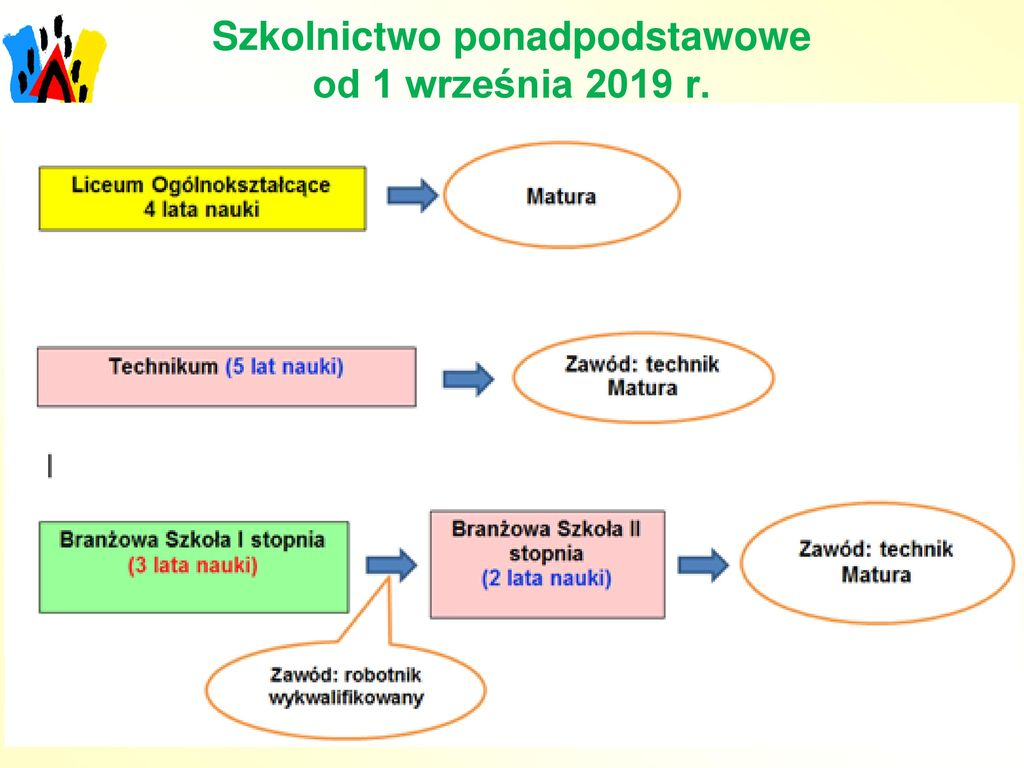 Szkolnictwo ponadpodstawowe
od 1 września 2019 r.
Liceum Ogólnokształcące
4 lata nauki
Matura
Technikum (5 lat nauki)
Zawód: technik
Matura
Branżowa Szkoła I stopnia
(3 lata nauki)
Branżowa Szkoła II
stopnia
(2 lata nauki)
Zawód: technik
Matura
Zawód: robotnik
wykwalifikowany